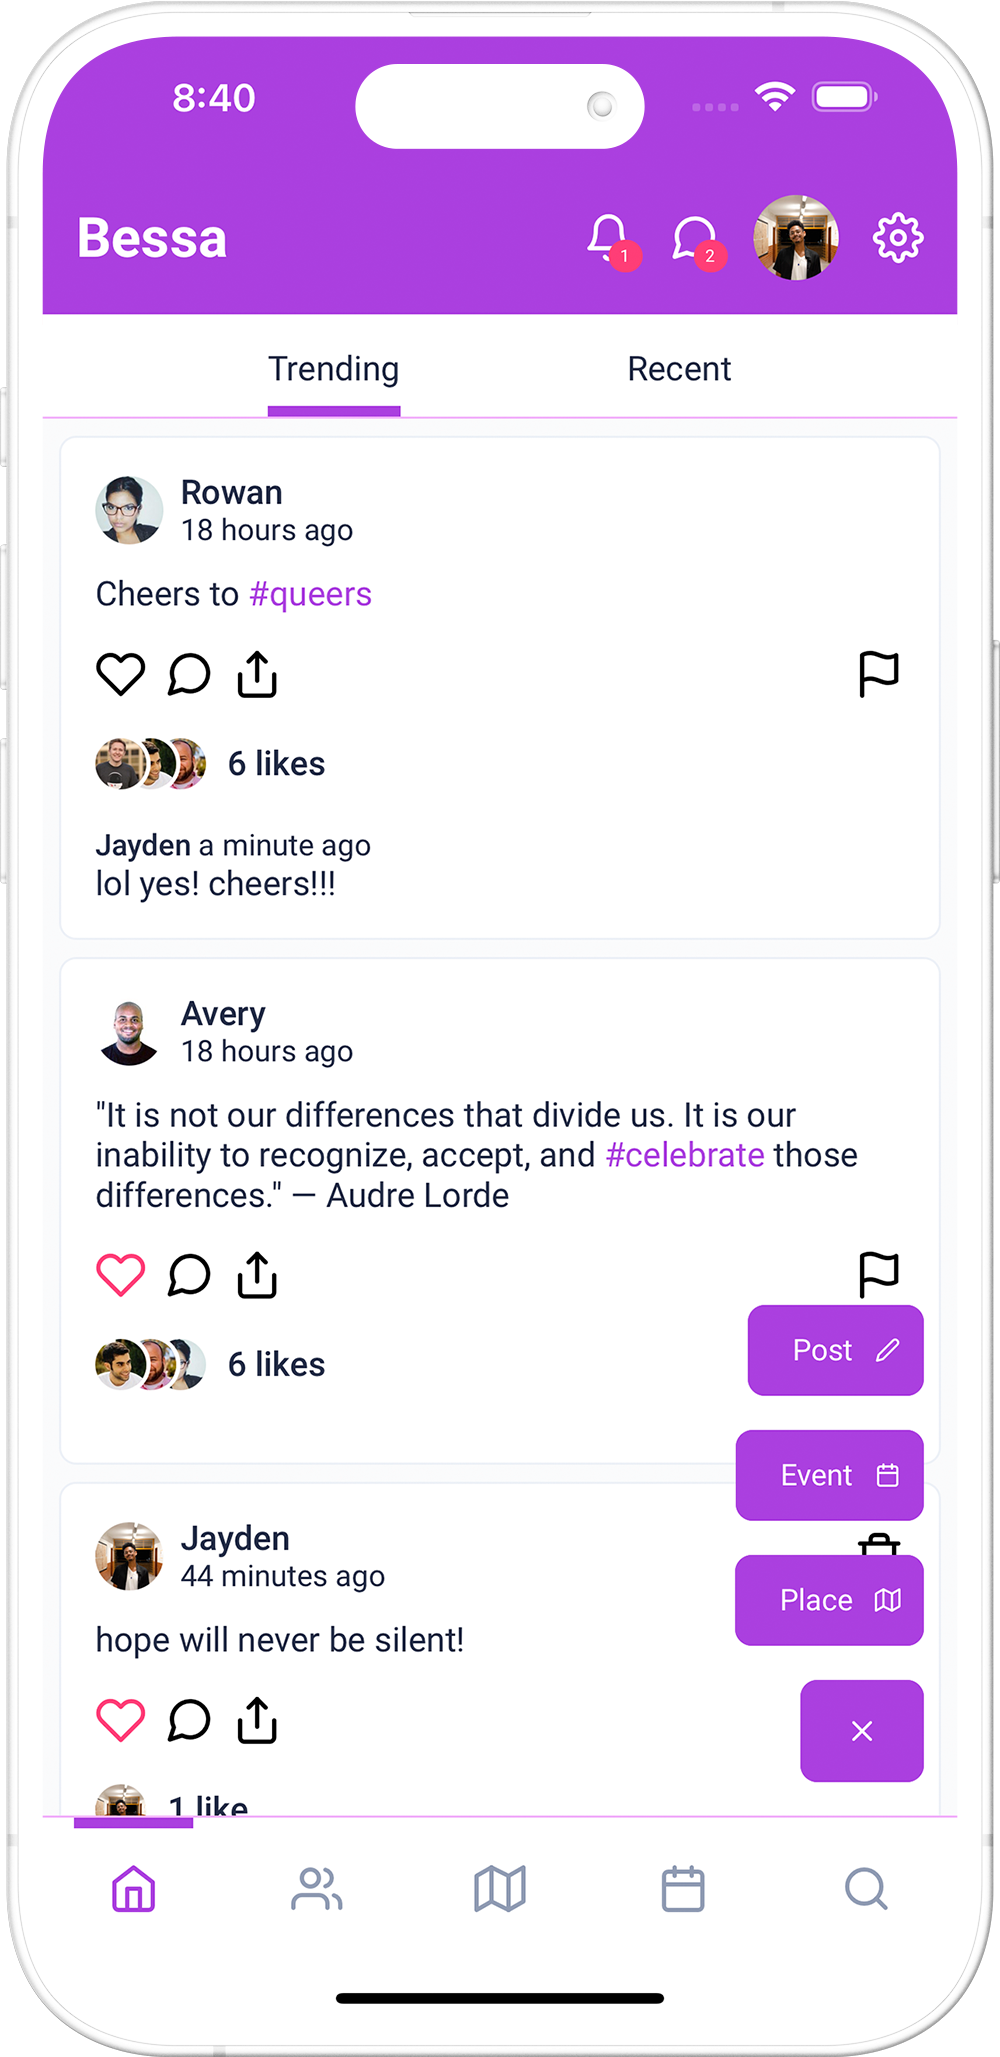 8:40
Bessa
1
2
Trending
Recent
Rowan
18 hours ago
Cheers to #queers
6 likes
Jayden a minute ago
lol yes! cheers!!!
Avery
18 hours ago
"It is not our differences that divide us. It is our
inability to recognize, accept, and #celebrate those
differences." — Audre Lorde
6 likes
Post
Event
Jayden
44 minutes ago
Place
hope will never be silent!
1 like